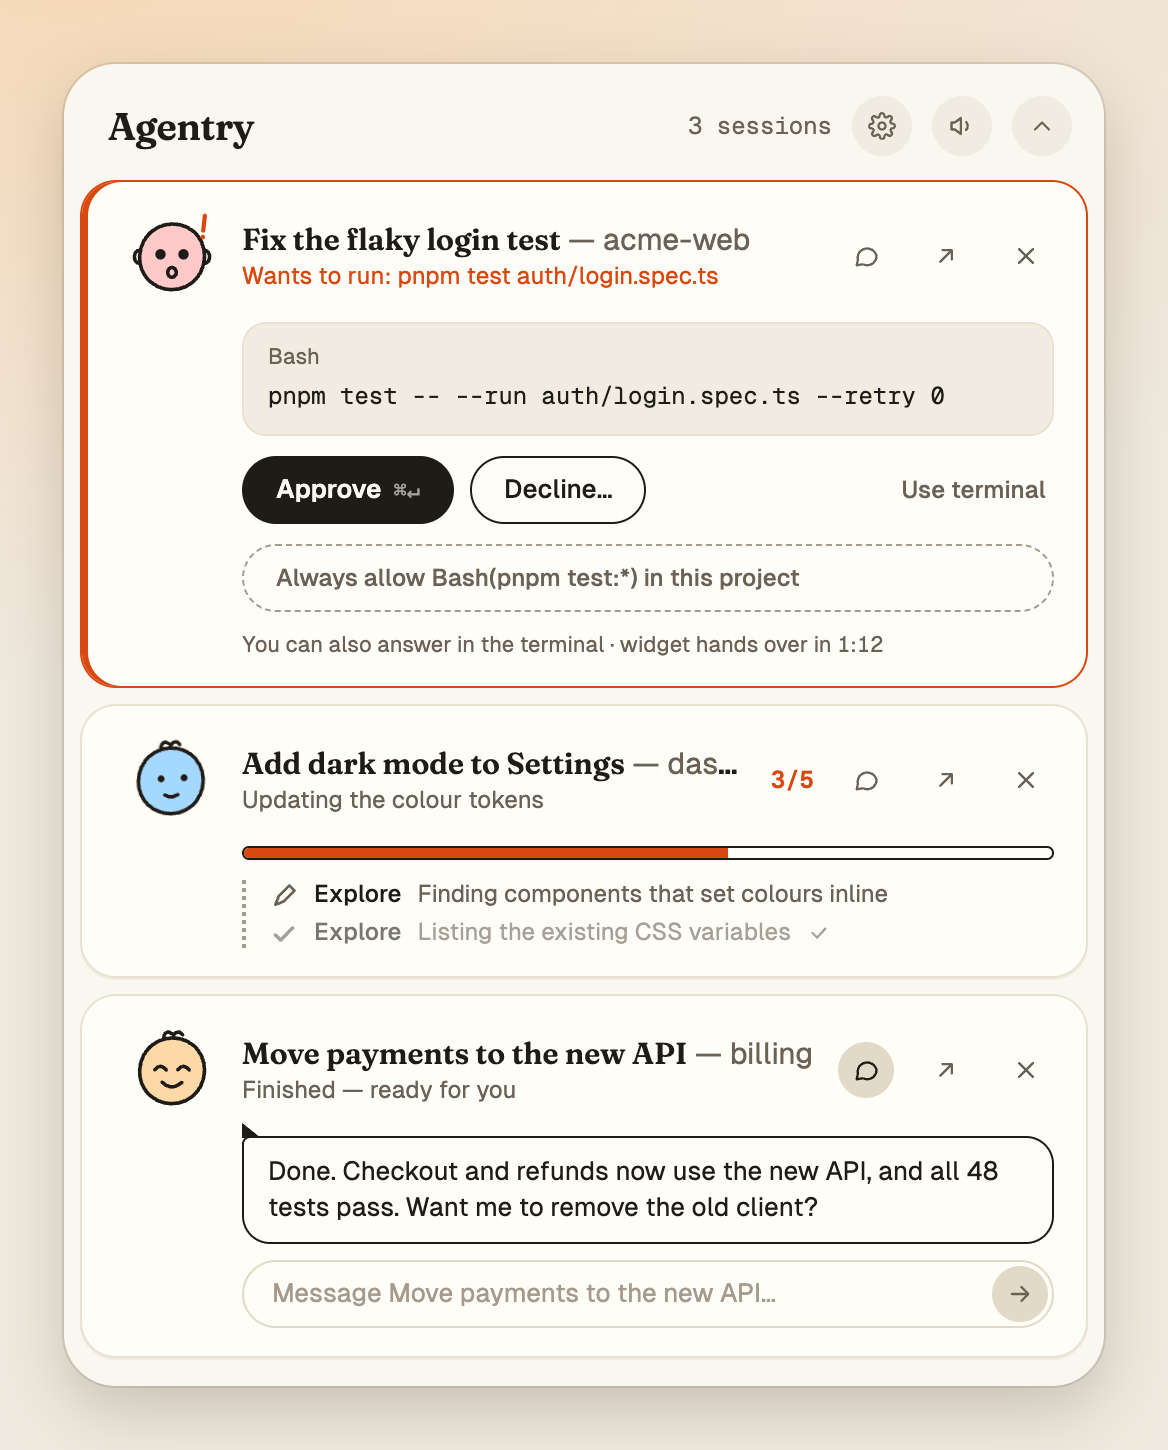 Agentry
3 sessions
Fix the flaky login test — acme-web
Wants to run: pnpm test auth/login.spec.ts
Bash
pnpm test -- --run auth/login.spec.ts --retry 0
Approve ⌘↵
Decline…
Use terminal
Always allow Bash(pnpm test:*) in this project
You can also answer in the terminal · widget hands over in 1:12
Add dark mode to Settings — das…
3/5
Updating the colour tokens
Explore Finding components that set colours inline
Explore Listing the existing CSS variables ✓
Move payments to the new API — billing
Finished — ready for you
Done. Checkout and refunds now use the new API, and all 48
tests pass. Want me to remove the old client?
Message Move payments to the new API…